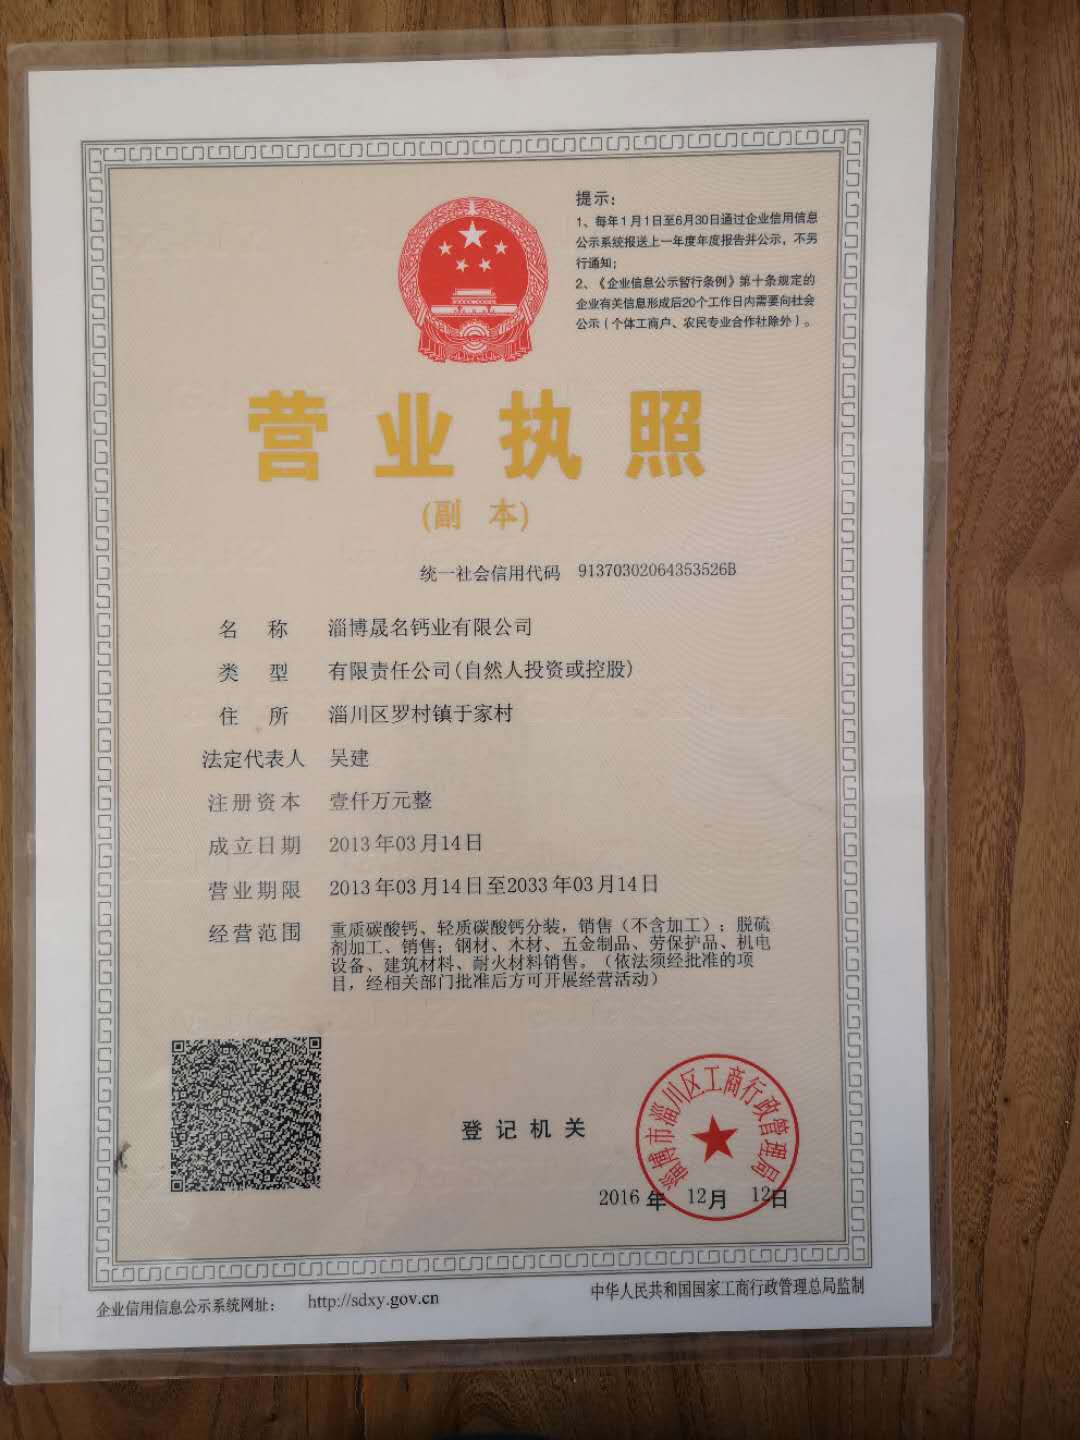 提示：
1、每年1月1日至6月30日通过企业信用信息
公示系统报送上一年度年度报告并公示，不另
行通知；
2、《企业信息公示暂行条例》第十条规定的
企业有关信息形成后20个工作日内需要向社会
公示（个体工商户、农民专业合作社除外）。
营业执照
(副 本)
统一社会信用代码 91370302064353526B
名 称 淄博晟名钙业有限公司
类 型 有限责任公司(自然人投资或控股)
住 所 淄川区罗村镇于家村
法定代表人 吴建
注册资本 壹仟万元整
成立日期 2013年03月14日
营业期限 2013年03月14日至2033年03月14日
经营范围 重质碳酸钙、轻质碳酸钙分装，销售（不含加工）；脱硫
剂加工、销售；钢材、木材、五金制品、劳保护品、机电
设备、建筑材料、耐火材料销售。（依法须经批准的项
目，经相关部门批准后方可开展经营活动）
登记机关
淄博市淄川区工商行政管理局
2016 年 12月 12日
企业信用信息公示系统网址： http://sdxy.gov.cn
中华人民共和国国家工商行政管理总局监制